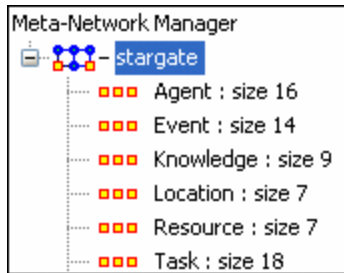 Meta-Network Manager
stargate
Agent : size 16
Event : size 14
Knowledge : size 9
Location : size 7
Resource : size 7
Task : size 18